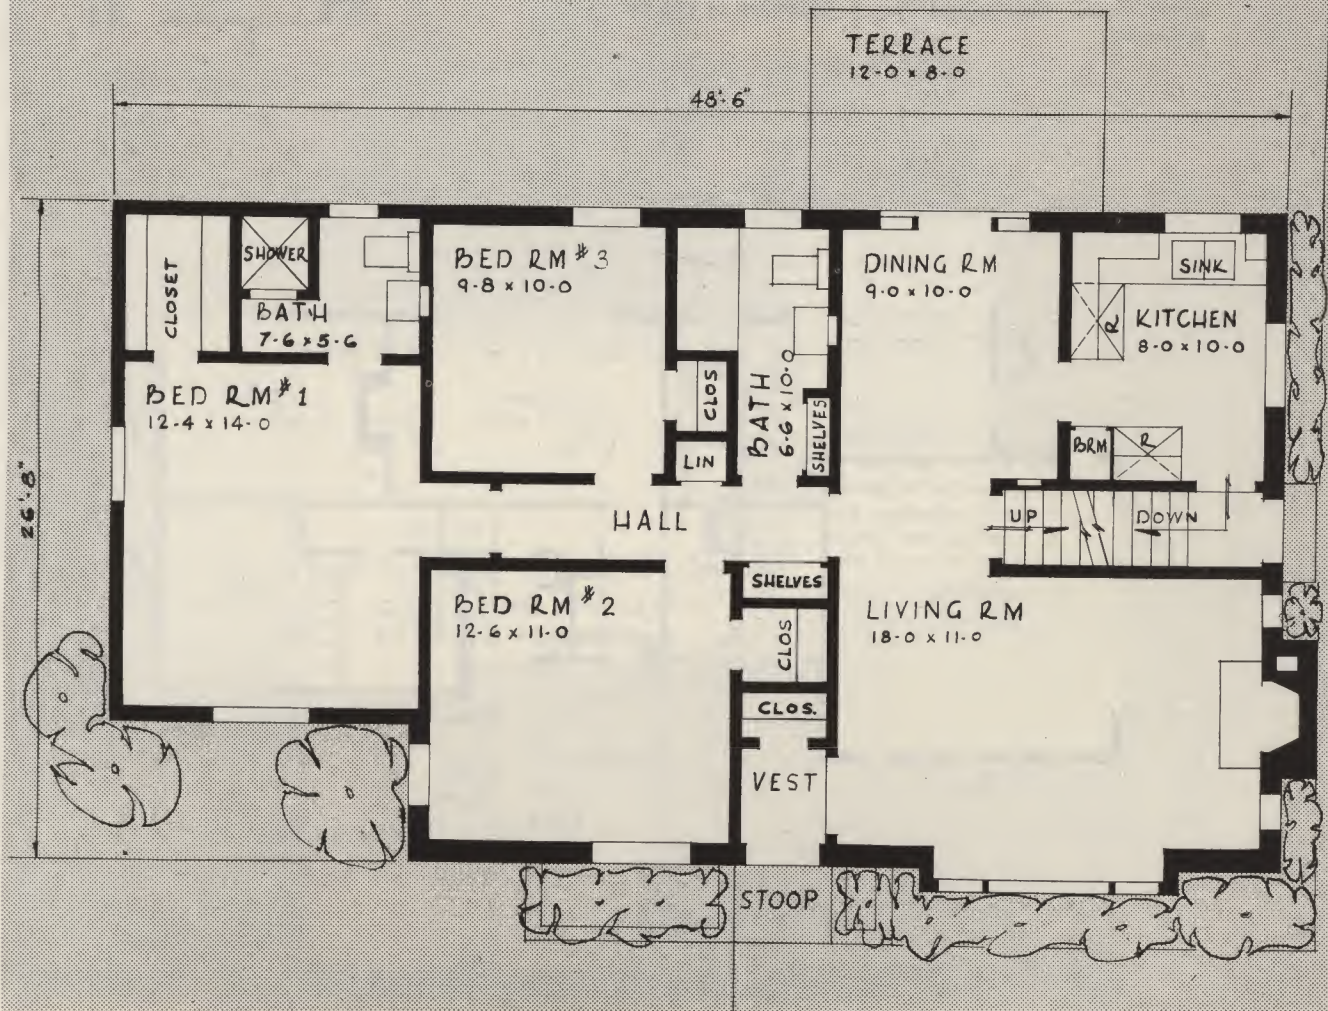 TERRACE
12-0 x 8-0
48'-6"
26'-8"
CLOSET
SHOWER
BATH
7-6 x 5-6
BED RM #3
9-8 x 10-0
DINING RM
9-0 x 10-0
SINK
R
KITCHEN
8-0 x 10-0
BED RM #1
12-4 x 14-0
CLOS
BATH
6-6 x 10-0
SHELVES
LIN
BRM
R
HALL
UP
DOWN
SHELVES
BED RM #2
12-6 x 11-0
CLOS
LIVING RM
18-0 x 11-0
CLOS.
VEST
STOOP